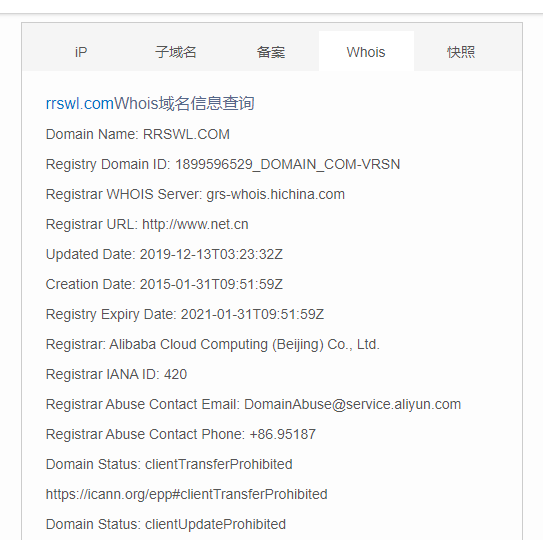 iP 子域名 备案 Whois 快照
rrswl.comWhois域名信息查询
Domain Name: RRSWL.COM
Registry Domain ID: 1899596529_DOMAIN_COM-VRSN
Registrar WHOIS Server: grs-whois.hichina.com
Registrar URL: http://www.net.cn
Updated Date: 2019-12-13T03:23:32Z
Creation Date: 2015-01-31T09:51:59Z
Registry Expiry Date: 2021-01-31T09:51:59Z
Registrar: Alibaba Cloud Computing (Beijing) Co., Ltd.
Registrar IANA ID: 420
Registrar Abuse Contact Email: DomainAbuse@service.aliyun.com
Registrar Abuse Contact Phone: +86.95187
Domain Status: clientTransferProhibited
https://icann.org/epp#clientTransferProhibited
Domain Status: clientUpdateProhibited